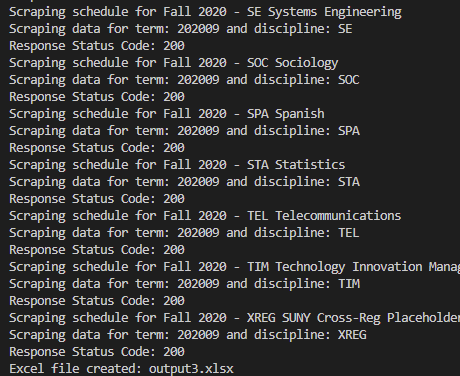 Scraping schedule for Fall 2020 - SE Systems Engineering
Scraping data for term: 202009 and discipline: SE
Response Status Code: 200
Scraping schedule for Fall 2020 - SOC Sociology
Scraping data for term: 202009 and discipline: SOC
Response Status Code: 200
Scraping schedule for Fall 2020 - SPA Spanish
Scraping data for term: 202009 and discipline: SPA
Response Status Code: 200
Scraping schedule for Fall 2020 - STA Statistics
Scraping data for term: 202009 and discipline: STA
Response Status Code: 200
Scraping schedule for Fall 2020 - TEL Telecommunications
Scraping data for term: 202009 and discipline: TEL
Response Status Code: 200
Scraping schedule for Fall 2020 - TIM Technology Innovation Manag
Scraping data for term: 202009 and discipline: TIM
Response Status Code: 200
Scraping schedule for Fall 2020 - XREG SUNY Cross-Reg Placeholder
Scraping data for term: 202009 and discipline: XREG
Response Status Code: 200
Excel file created: output3.xlsx